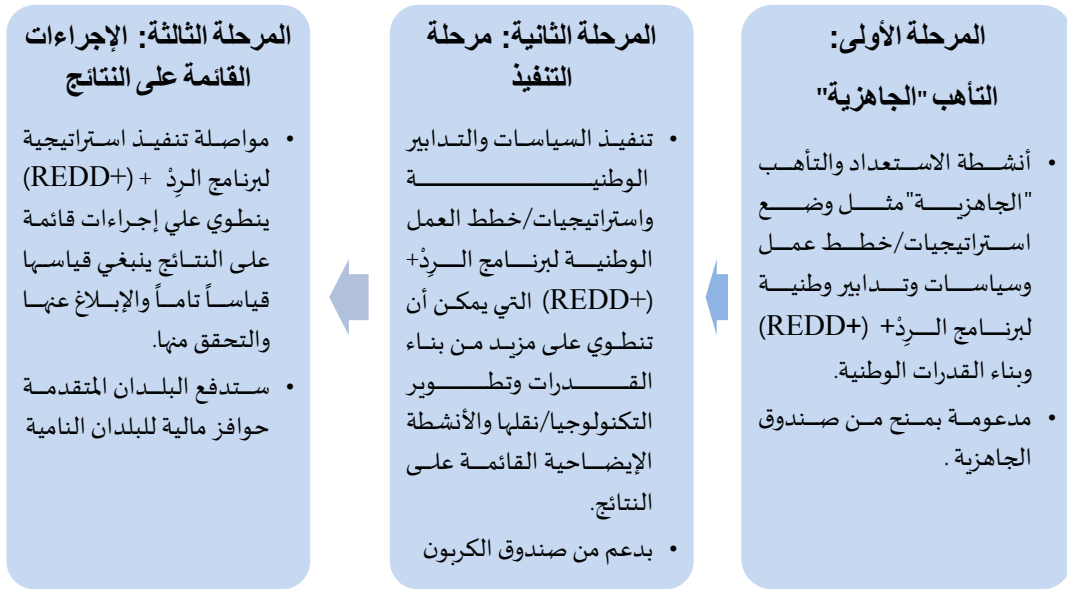 المرحلة الأولى:
التأهب "الجاهزية"
• أنشطة الاستعداد والتأهب
"الجاهزية"مثل وضع
استراتيجيات/خطط عمل
وسياسات وتدابير وطنية
لبرنامج الردْ+ (REDD+)
وبناء القدرات الوطنية.
• مدعومة بمنح من صندوق
الجاهزية .
المرحلة الثانية: مرحلة
التنفيذ
• تنفيذ السياسات والتدابير
الوطنية
واستراتيجيات/خطط العمل
الوطنية لبرنامج الرِدْ+
(REDD+) التي يمكن أن
تنطوي على مزيد من بناء
القدرات وتطوير
التكنولوجيا/نقلها والأنشطة
الإيضاحية القائمة على
النتائج.
• بدعم من صندوق الكربون
المرحلة الثالثة: الإجراءات
القائمة على النتائج
• مواصلة تنفيذ استراتيجية
لبرنامج الرِدْ + (REDD+)
ينطوي علي إجراءات قائمة
على النتائج ينبغي قياسها
قياساً تاماً والإبلاغ عنها
والتحقق منها.
• ستدفع البلدان المتقدمة
حوافز مالية للبلدان النامية